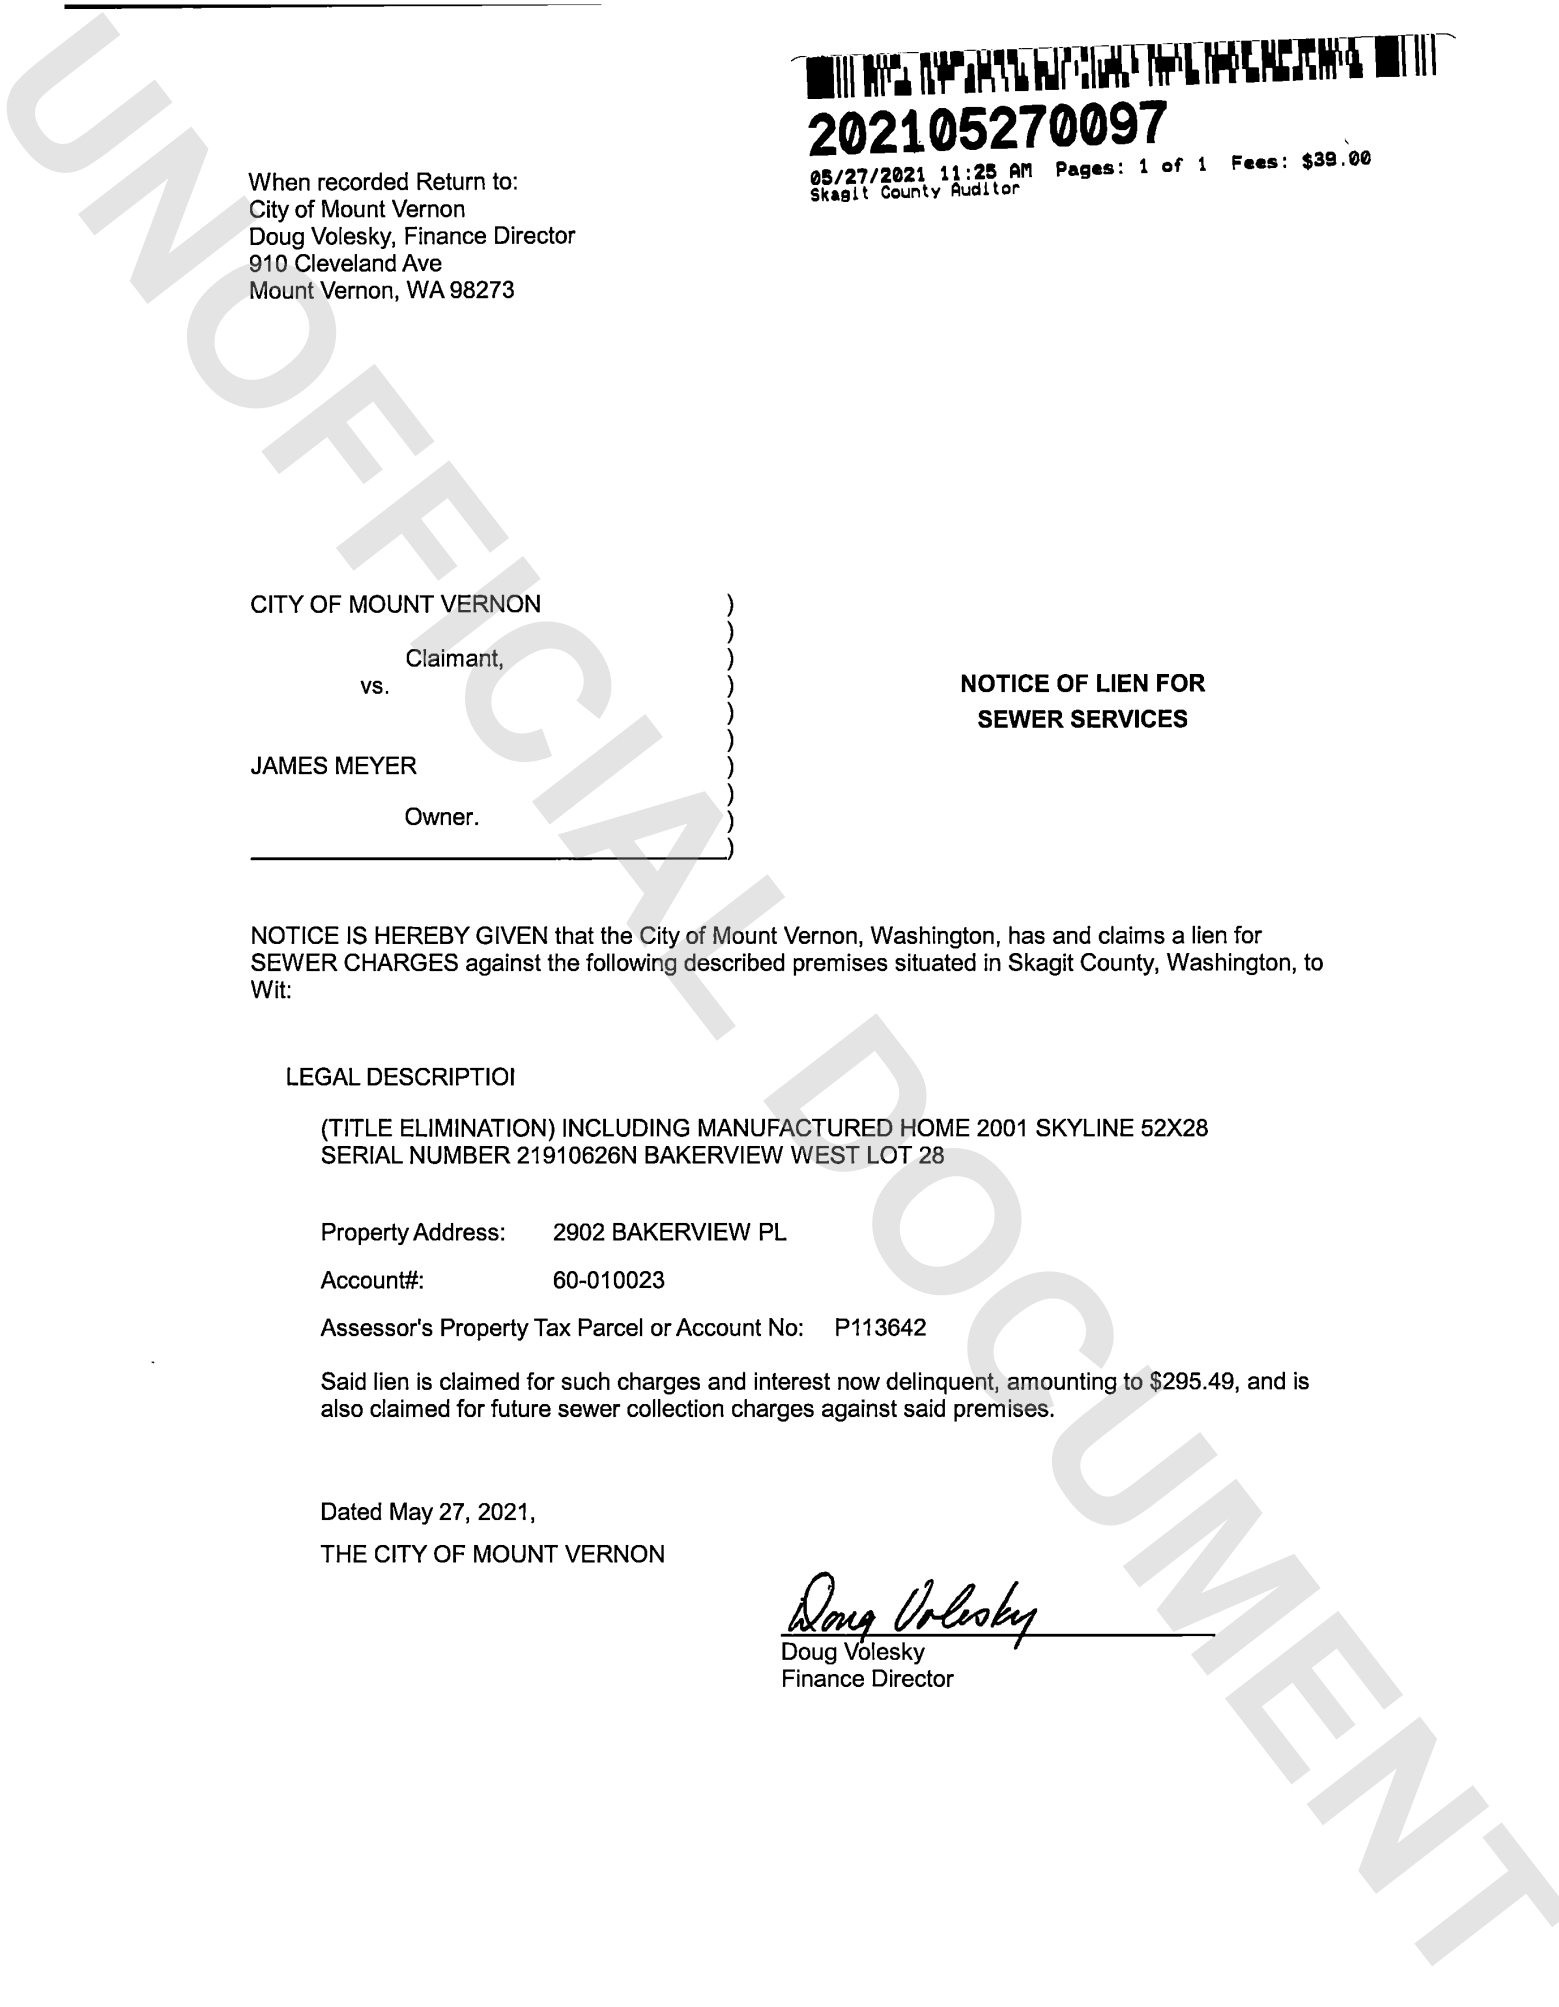 202105270097
05/27/2021 11:25 AM Pages: 1 of 1 Fees: $39.00
Skagit County Auditor
When recorded Return to:
City of Mount Vernon
Doug Volesky, Finance Director
910 Cleveland Ave
Mount Vernon, WA 98273
CITY OF MOUNT VERNON )
)
Claimant, )
vs. )
)
)
JAMES MEYER )
)
Owner. )
)
NOTICE OF LIEN FOR
SEWER SERVICES
NOTICE IS HEREBY GIVEN that the City of Mount Vernon, Washington, has and claims a lien for
SEWER CHARGES against the following described premises situated in Skagit County, Washington, to
Wit:
LEGAL DESCRIPTIOI
(TITLE ELIMINATION) INCLUDING MANUFACTURED HOME 2001 SKYLINE 52X28
SERIAL NUMBER 21910626N BAKERVIEW WEST LOT 28
Property Address: 2902 BAKERVIEW PL
Account#: 60-010023
Assessor's Property Tax Parcel or Account No: P113642
Said lien is claimed for such charges and interest now delinquent, amounting to $295.49, and is
also claimed for future sewer collection charges against said premises.
Dated May 27, 2021,
THE CITY OF MOUNT VERNON
Doug Volesky
Doug Volesky
Finance Director
UNOFFICIAL DOCUMENT